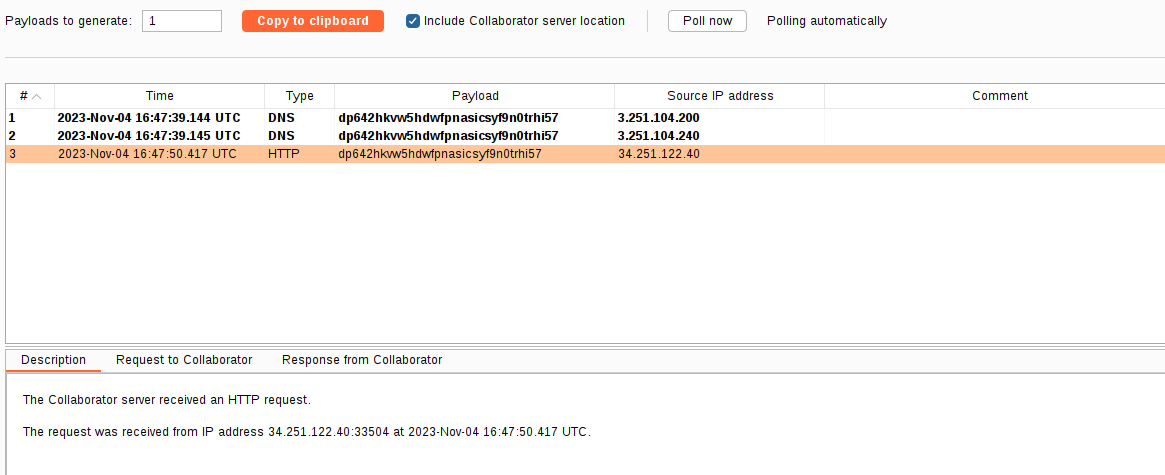 Payloads to generate: 1 Copy to clipboard Include Collaborator server location Poll now Polling automatically
# Time Type Payload Source IP address Comment
1 2023-Nov-04 16:47:39.144 UTC DNS dp642hkvw5hdwfpnasicsyf9n0trhi57 3.251.104.200
2 2023-Nov-04 16:47:39.145 UTC DNS dp642hkvw5hdwfpnasicsyf9n0trhi57 3.251.104.240
3 2023-Nov-04 16:47:50.417 UTC HTTP dp642hkvw5hdwfpnasicsyf9n0trhi57 34.251.122.40
Description Request to Collaborator Response from Collaborator
The Collaborator server received an HTTP request.
The request was received from IP address 34.251.122.40:33504 at 2023-Nov-04 16:47:50.417 UTC.